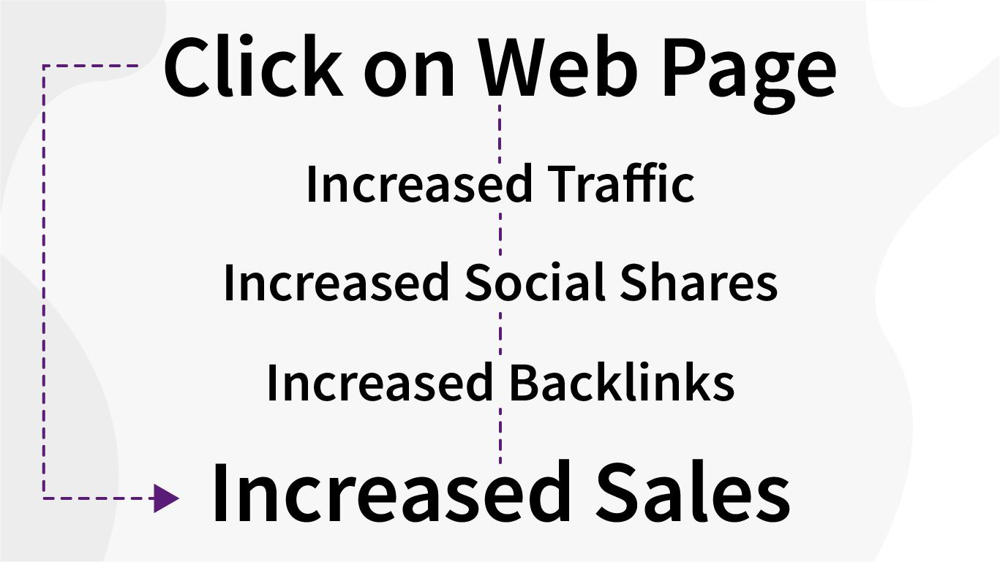 Click on Web Page
Increased Traffic
Increased Social Shares
Increased Backlinks
Increased Sales